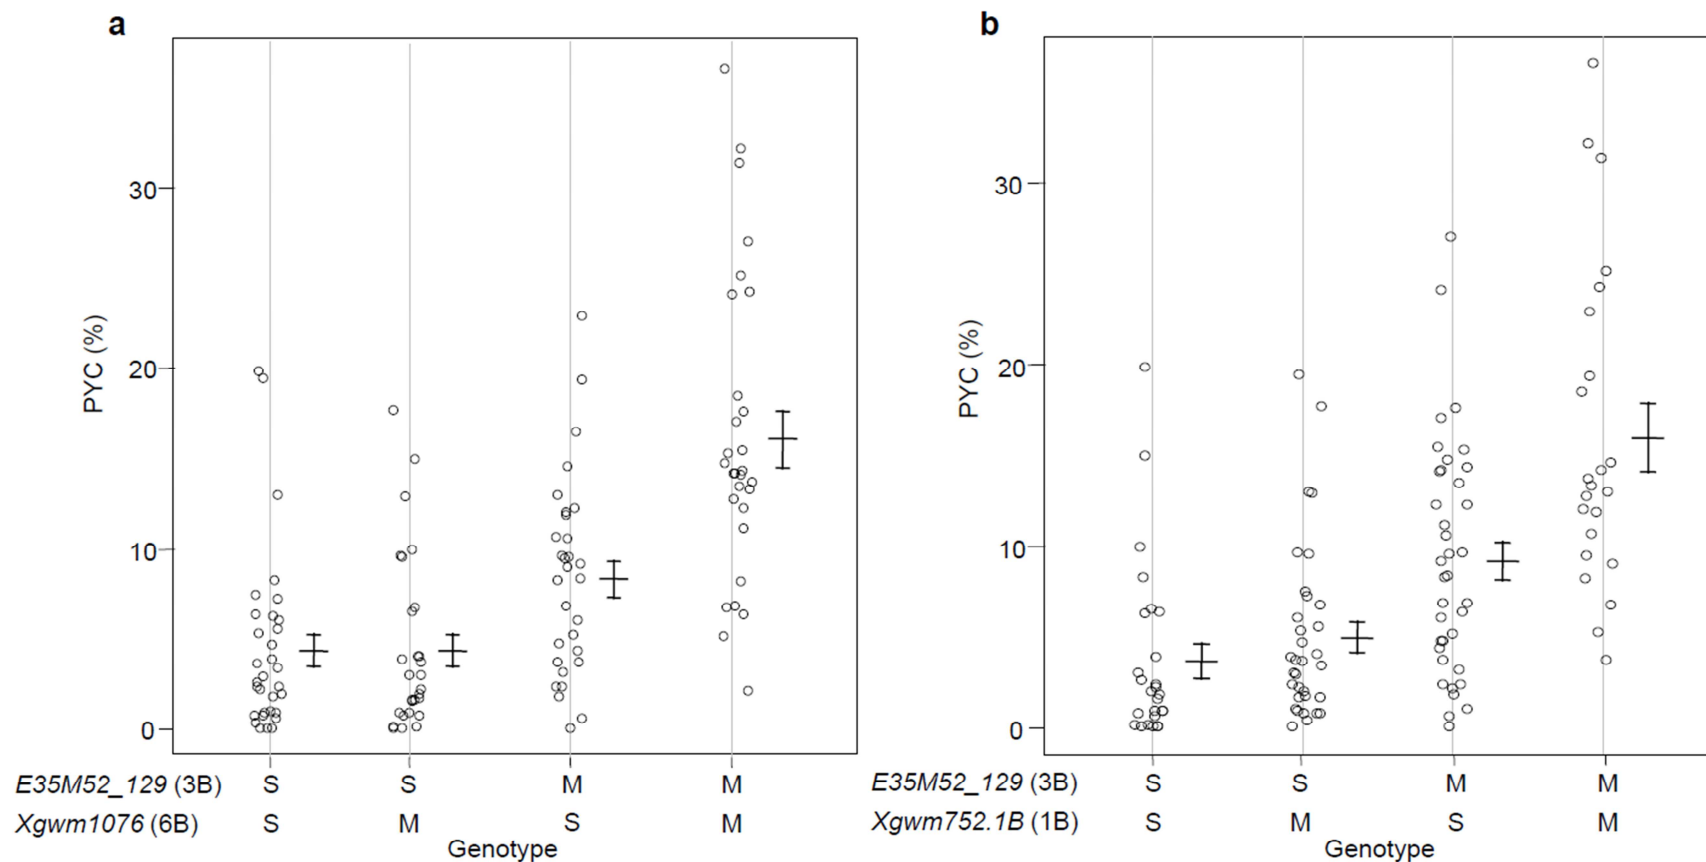 a
PYC (%)
30
20
10
0
E35M52_129 (3B) S S M M
Xgwm1076 (6B) S M S M
Genotype
b
PYC (%)
30
20
10
0
E35M52_129 (3B) S S M M
Xgwm752.1B (1B) S M S M
Genotype